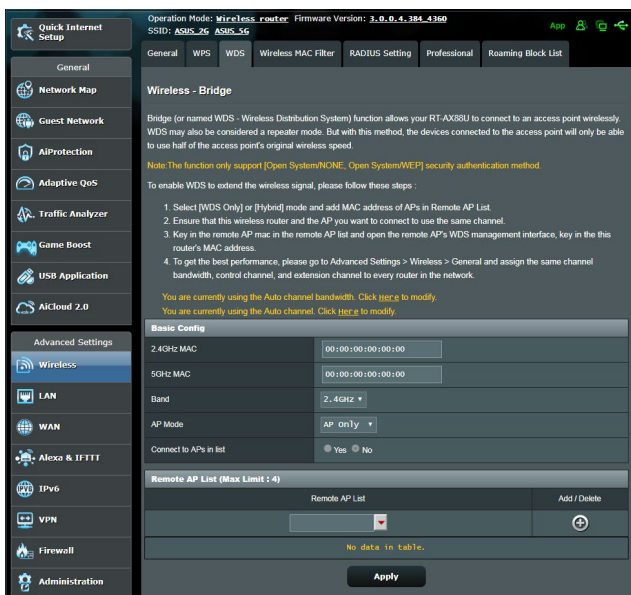 Quick Internet
Setup
General
Network Map
Guest Network
AiProtection
Adaptive QoS
Traffic Analyzer
Game Boost
USB Application
AiCloud 2.0
Advanced Settings
Wireless
LAN
WAN
Alexa & IFTTT
IPv6
VPN
Firewall
Administration
Operation Mode: Wireless router Firmware Version: 3.0.0.4.384_4360
SSID: ASUS_2G ASUS_5G
App
General WPS WDS Wireless MAC Filter RADIUS Setting Professional Roaming Block List
Wireless - Bridge
Bridge (or named WDS - Wireless Distribution System) function allows your RT-AX88U to connect to an access point wirelessly.
WDS may also be considered a repeater mode. But with this method, the devices connected to the access point will only be able
to use half of the access point's original wireless speed.
Note:The function only support [Open System/NONE, Open System/WEP] security authentication method.
To enable WDS to extend the wireless signal, please follow these steps :
1. Select [WDS Only] or [Hybrid] mode and add MAC address of APs in Remote AP List.
2. Ensure that this wireless router and the AP you want to connect to use the same channel.
3. Key in the remote AP mac in the remote AP list and open the remote AP's WDS management interface, key in the this
router's MAC address.
4. To get the best performance, please go to Advanced Settings > Wireless > General and assign the same channel
bandwidth, control channel, and extension channel to every router in the network.
You are currently using the Auto channel bandwidth. Click Here to modify.
You are currently using the Auto channel. Click Here to modify.
Basic Config
2.4GHz MAC 00:00:00:00:00:00
5GHz MAC 00:00:00:00:00:00
Band 2.4GHz
AP Mode AP Only
Connect to APs in list Yes No
Remote AP List (Max Limit : 4)
Remote AP List Add / Delete
No data in table.
Apply